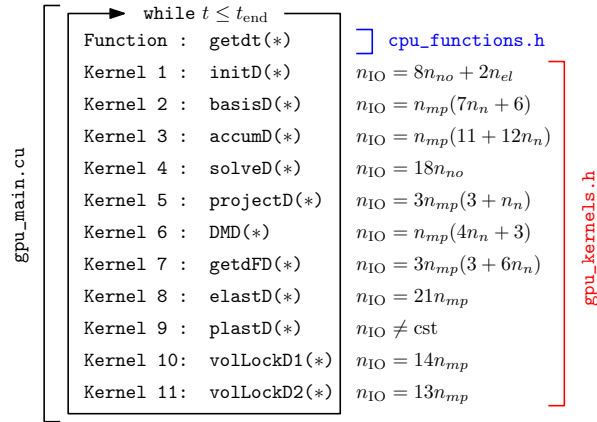 while t ≤ t_end
Function : getdt(*) cpu_functions.h
Kernel 1 : initD(*) n_IO = 8n_no + 2n_el
Kernel 2 : basisD(*) n_IO = n_mp(7n_n + 6)
Kernel 3 : accumD(*) n_IO = n_mp(11 + 12n_n)
Kernel 4 : solveD(*) n_IO = 18n_no
Kernel 5 : projectD(*) n_IO = 3n_mp(3 + n_n)
Kernel 6 : DMD(*) n_IO = n_mp(4n_n + 3)
Kernel 7 : getdFD(*) n_IO = 3n_mp(3 + 6n_n)
Kernel 8 : elastD(*) n_IO = 21n_mp
Kernel 9 : plastD(*) n_IO ≠ cst
Kernel 10: volLockD1(*) n_IO = 14n_mp
Kernel 11: volLockD2(*) n_IO = 13n_mp
gpu_main.cu
gpu_kernels.h